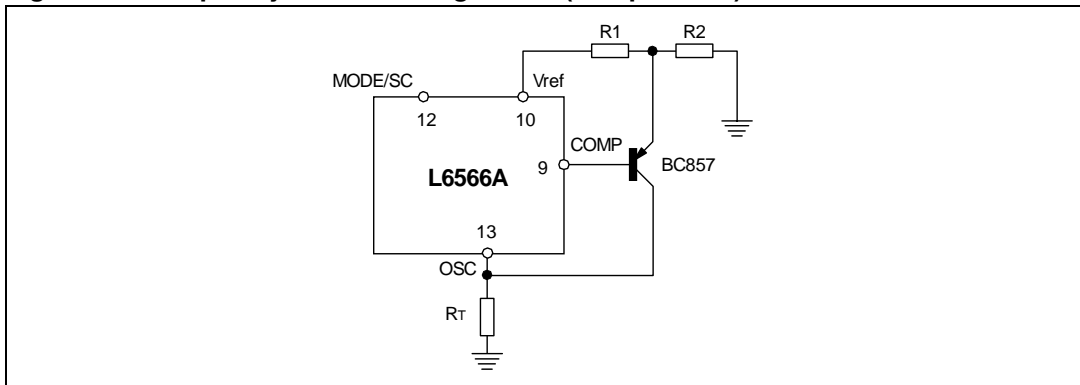 R1
R2
MODE/SC
Vref
12
10
COMP
9
BC857
L6566A
13
OSC
RT